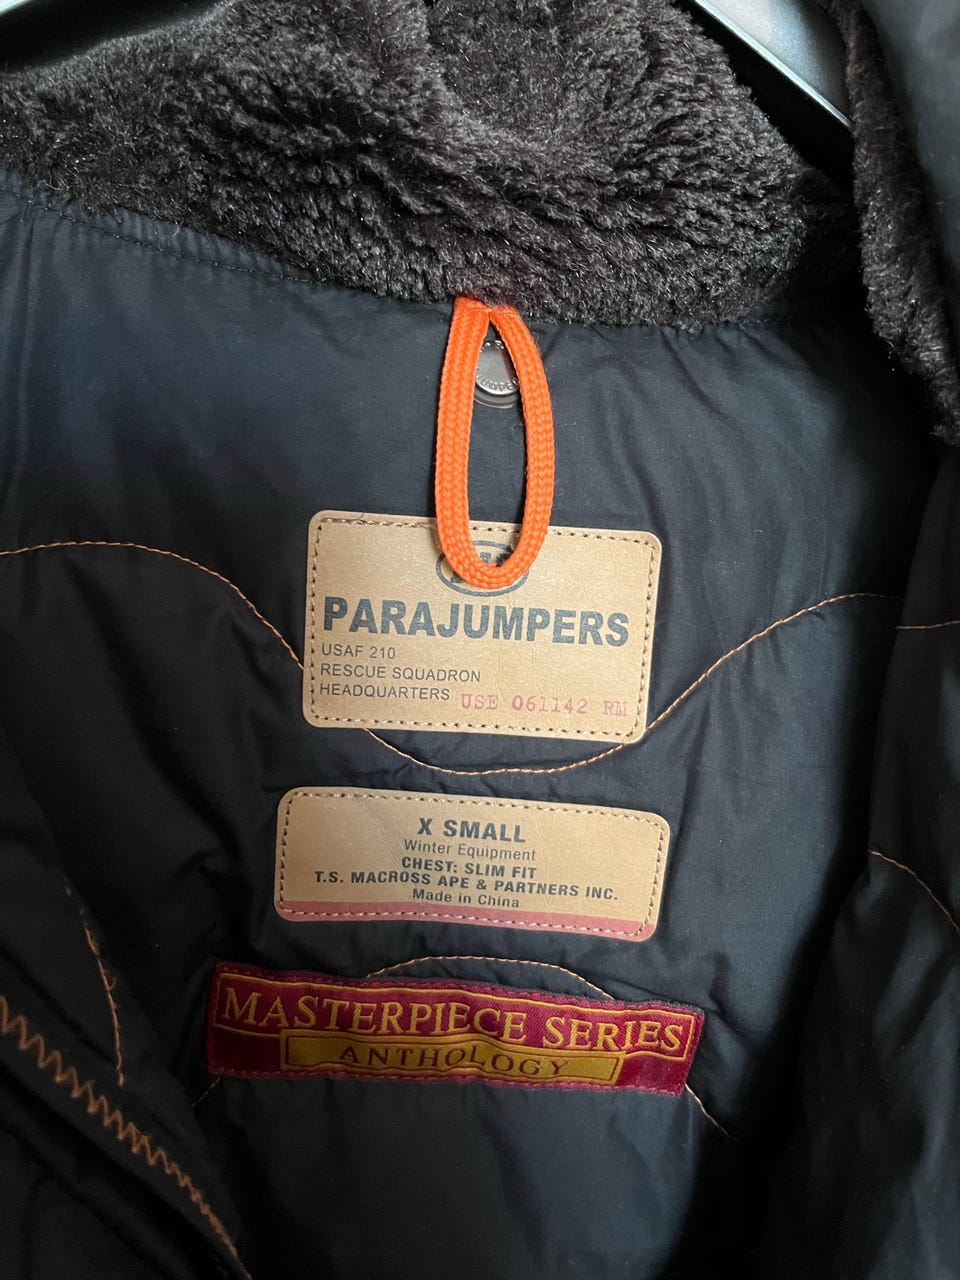 PARAJUMPERS
USAF 210
RESCUE SQUADRON
HEADQUARTERS USE 061142 RM
X SMALL
Winter Equipment
CHEST: SLIM FIT
T.S. MACROSS APE & PARTNERS INC.
Made in China
MASTERPIECE SERIES
ANTHOLOGY